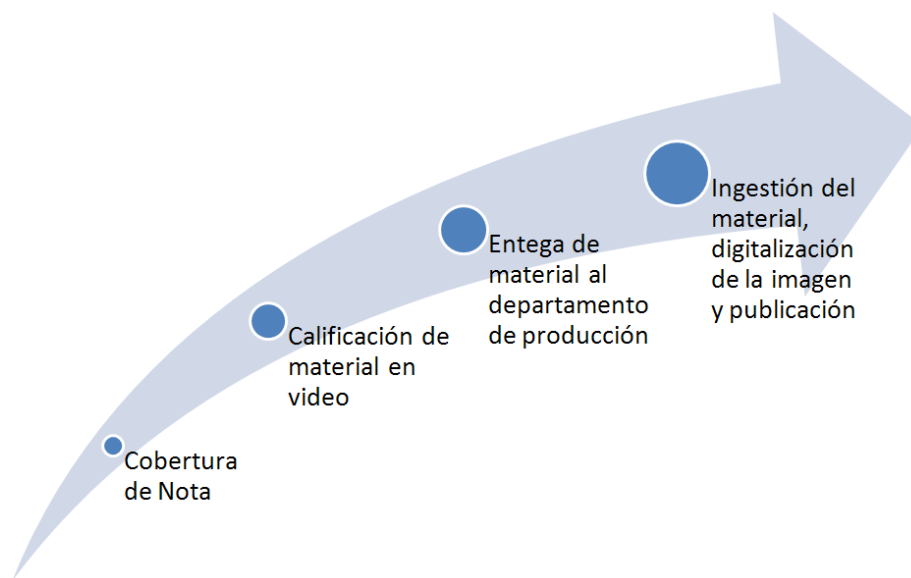 Cobertura
de Nota
Calificación de
material en
video
Entega de
material al
departamento
de producción
Ingestión del
material,
digitalización
de la imagen
y publicación